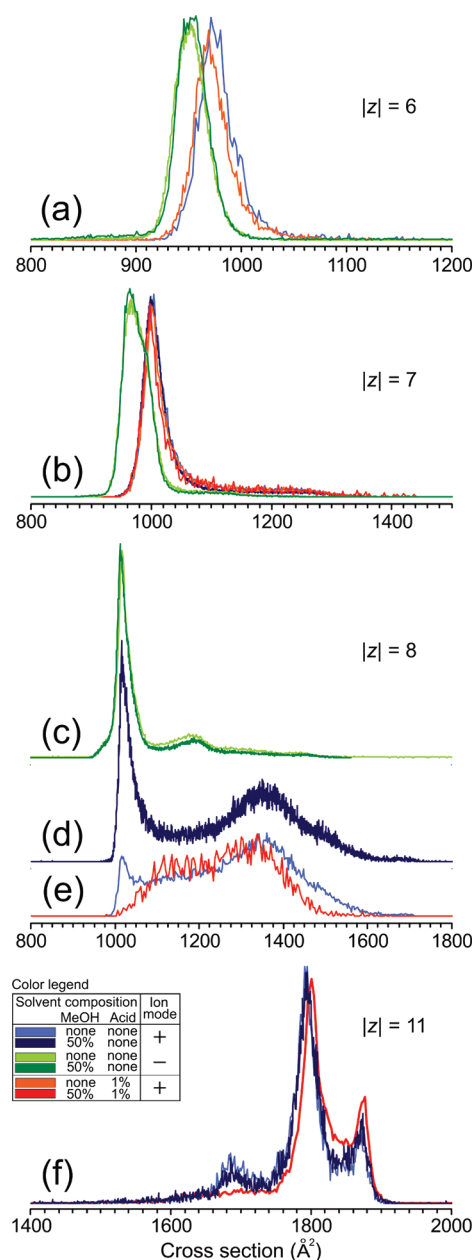 |z| = 6
(a)
800 900 1000 1100 1200
|z| = 7
(b)
800 1000 1200 1400
|z| = 8
(c)
(d)
(e)
800 1000 1200 1400 1600 1800
Color legend
Solvent composition Ion mode
MeOH Acid
none none +
50% none
none none −
50% none
none 1% +
50% 1%
|z| = 11
(f)
1400 1600 1800 2000
Cross section (Å²)